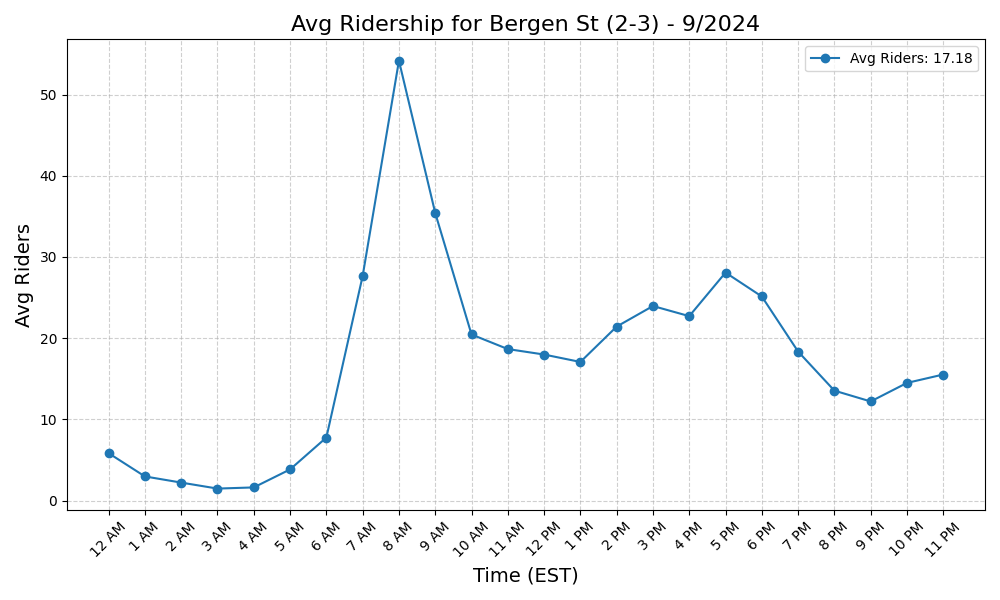 Avg Ridership for Bergen St (2-3) - 9/2024
Avg Riders: 17.18
Avg Riders
50
40
30
20
10
0
12 AM
1 AM
2 AM
3 AM
4 AM
5 AM
6 AM
7 AM
8 AM
9 AM
10 AM
11 AM
12 PM
1 PM
2 PM
3 PM
4 PM
5 PM
6 PM
7 PM
8 PM
9 PM
10 PM
11 PM
Time (EST)